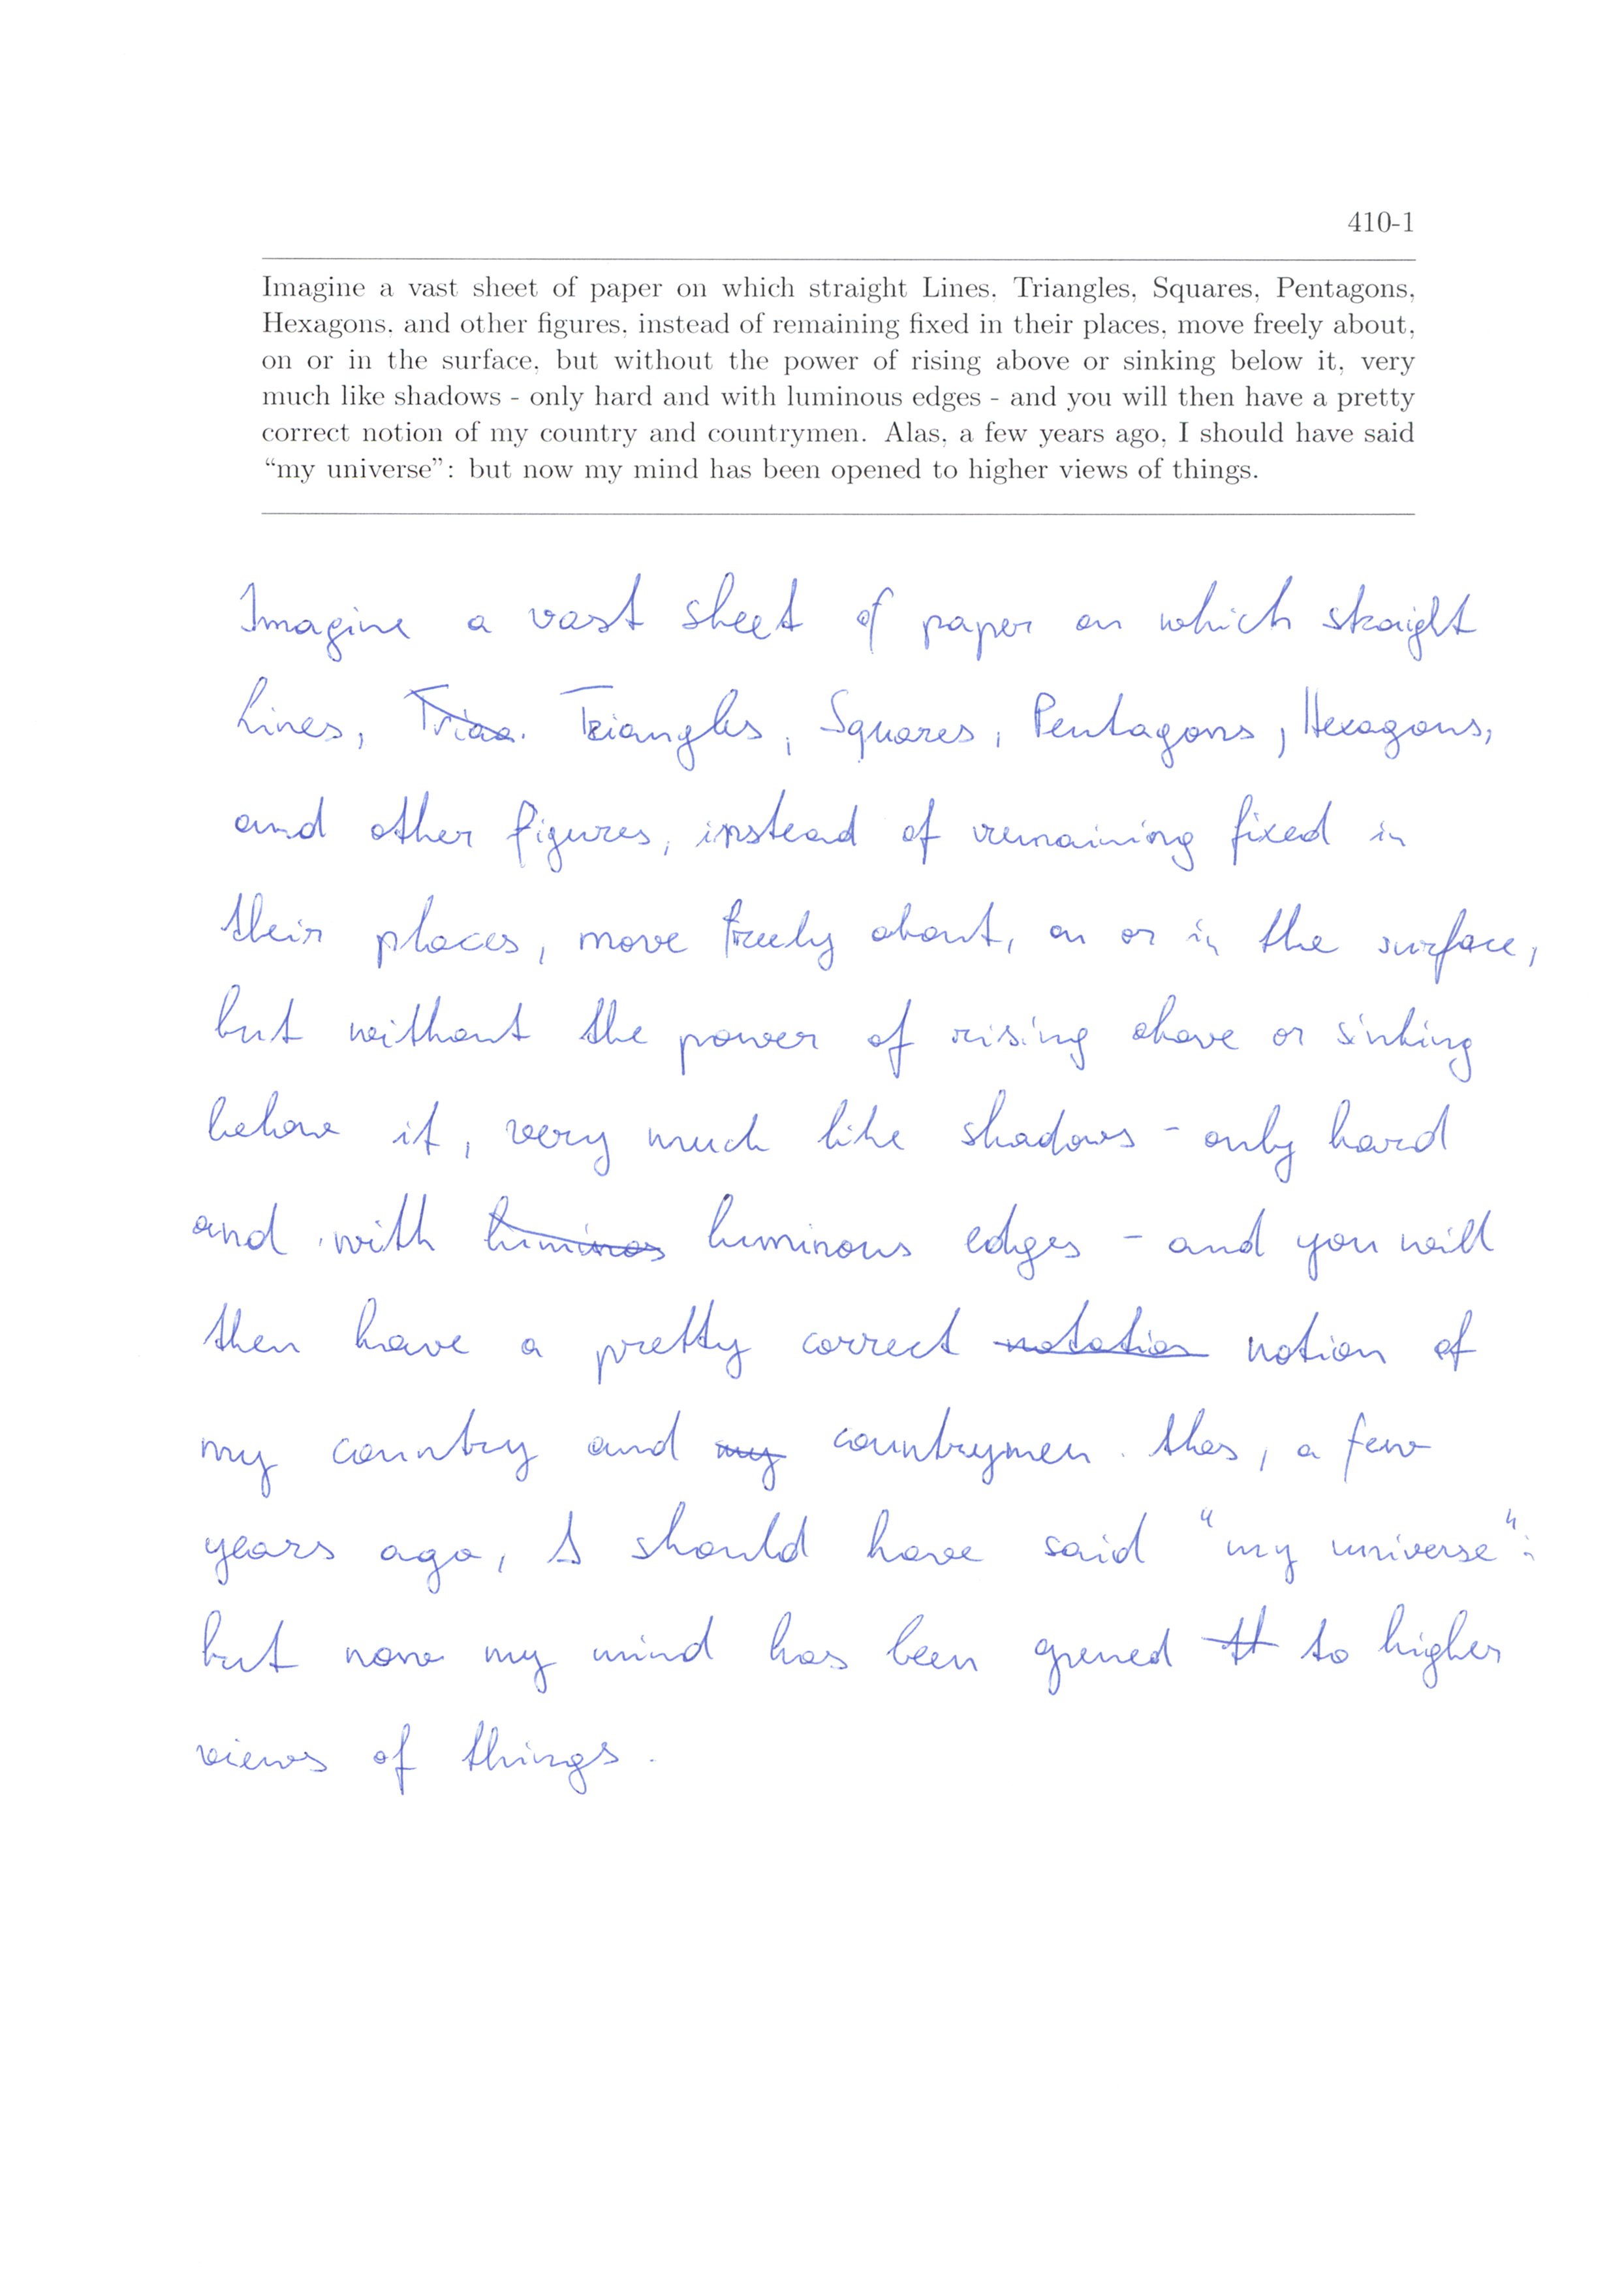 410-1
Imagine a vast sheet of paper on which straight Lines, Triangles, Squares, Pentagons,
Hexagons, and other figures, instead of remaining fixed in their places, move freely about,
on or in the surface, but without the power of rising above or sinking below it, very
much like shadows - only hard and with luminous edges - and you will then have a pretty
correct notion of my country and countrymen. Alas, a few years ago, I should have said
“my universe”: but now my mind has been opened to higher views of things.
Imagine a vast sheet of paper on which straight
Lines, Triaa. Triangles, Squares, Pentagons, Hexagons,
and other figures, instead of remaining fixed in
their places, move freely about, on or in the surface,
but without the power of rising above or sinking
below it, very much like shadows - only hard
and with luminos luminous edges - and you will
then have a pretty correct notation notion of
my country and my countrymen. Alas, a few
years ago, I should have said "my universe":
but now my mind has been opened tt to higher
views of things.